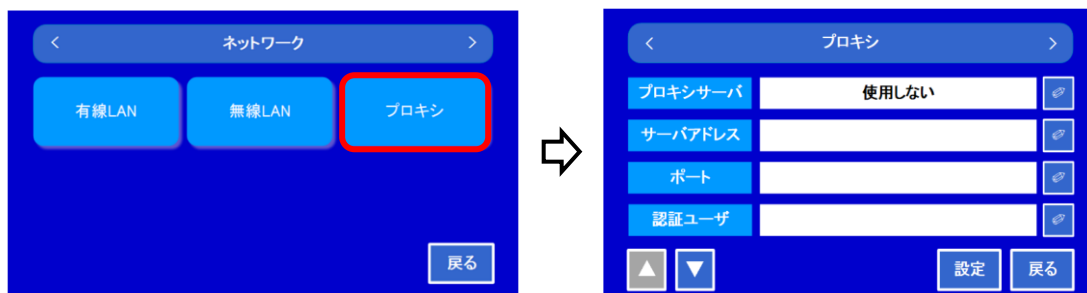 ネットワーク
有線LAN
無線LAN
プロキシ
戻る
プロキシ
プロキシサーバ 使用しない
サーバアドレス
ポート
認証ユーザ
設定 戻る